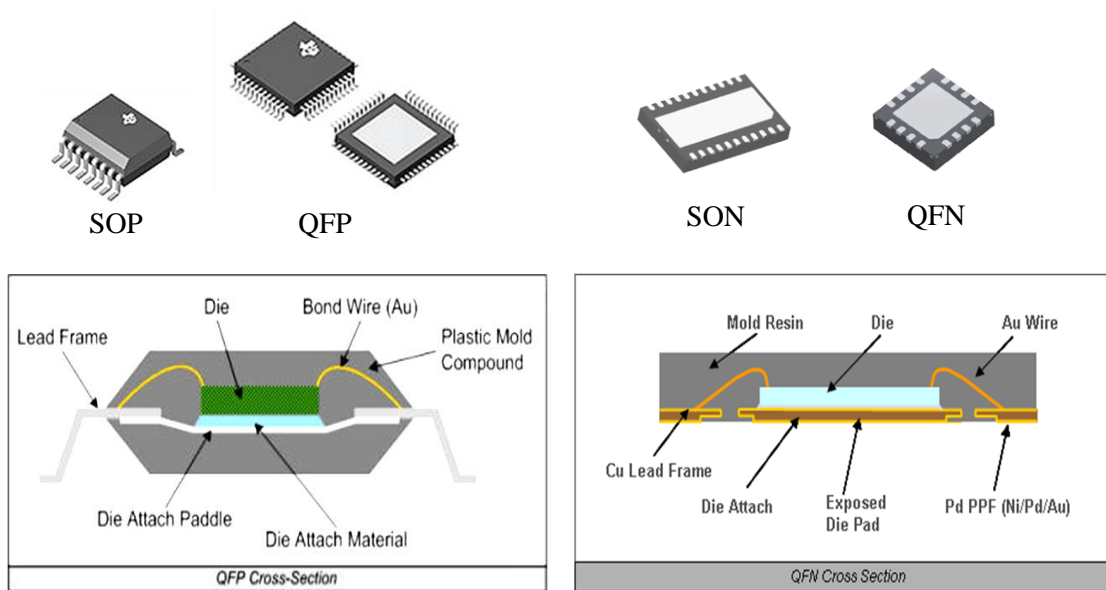 SOP
QFP
SON
QFN
Die
Bond Wire (Au)
Lead Frame
Plastic Mold
Compound
Die Attach Paddle
Die Attach Material
QFP Cross-Section
Mold Resin
Die
Au Wire
Cu Lead Frame
Die Attach
Exposed
Die Pad
Pd PPF (Ni/Pd/Au)
QFN Cross Section